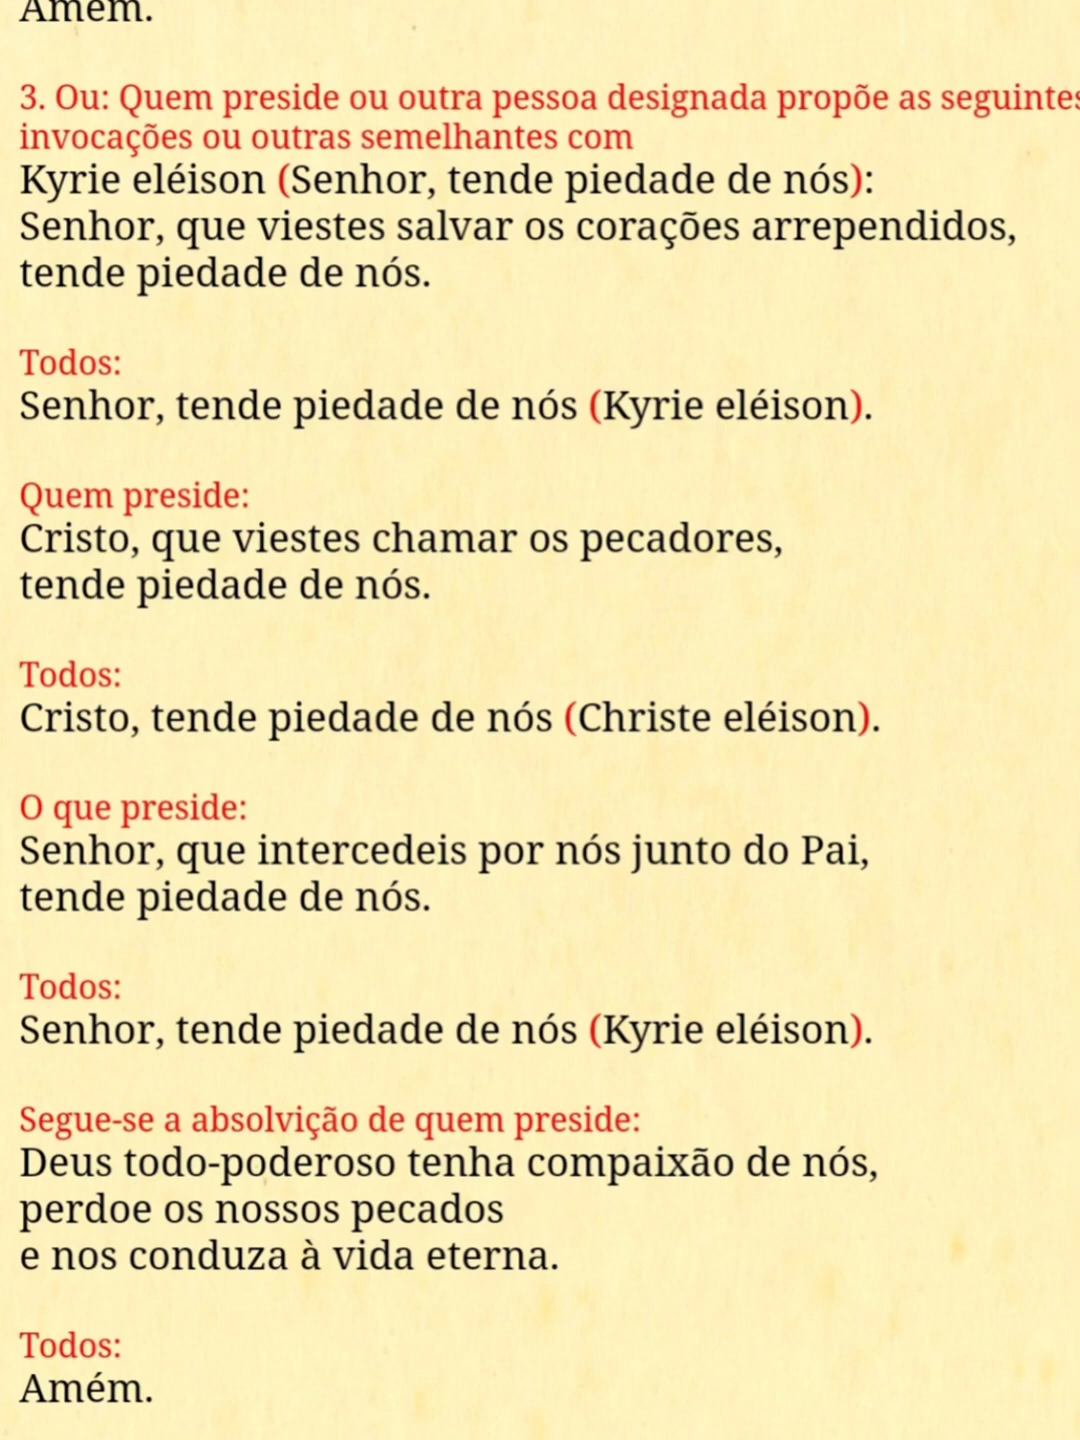 Amém.
3. Ou: Quem preside ou outra pessoa designada propõe as seguintes
invocações ou outras semelhantes com
Kyrie eléison (Senhor, tende piedade de nós):
Senhor, que viestes salvar os corações arrependidos,
tende piedade de nós.
Todos:
Senhor, tende piedade de nós (Kyrie eléison).
Quem preside:
Cristo, que viestes chamar os pecadores,
tende piedade de nós.
Todos:
Cristo, tende piedade de nós (Christe eléison).
O que preside:
Senhor, que intercedeis por nós junto do Pai,
tende piedade de nós.
Todos:
Senhor, tende piedade de nós (Kyrie eléison).
Segue-se a absolvição de quem preside:
Deus todo-poderoso tenha compaixão de nós,
perdoe os nossos pecados
e nos conduza à vida eterna.
Todos:
Amém.